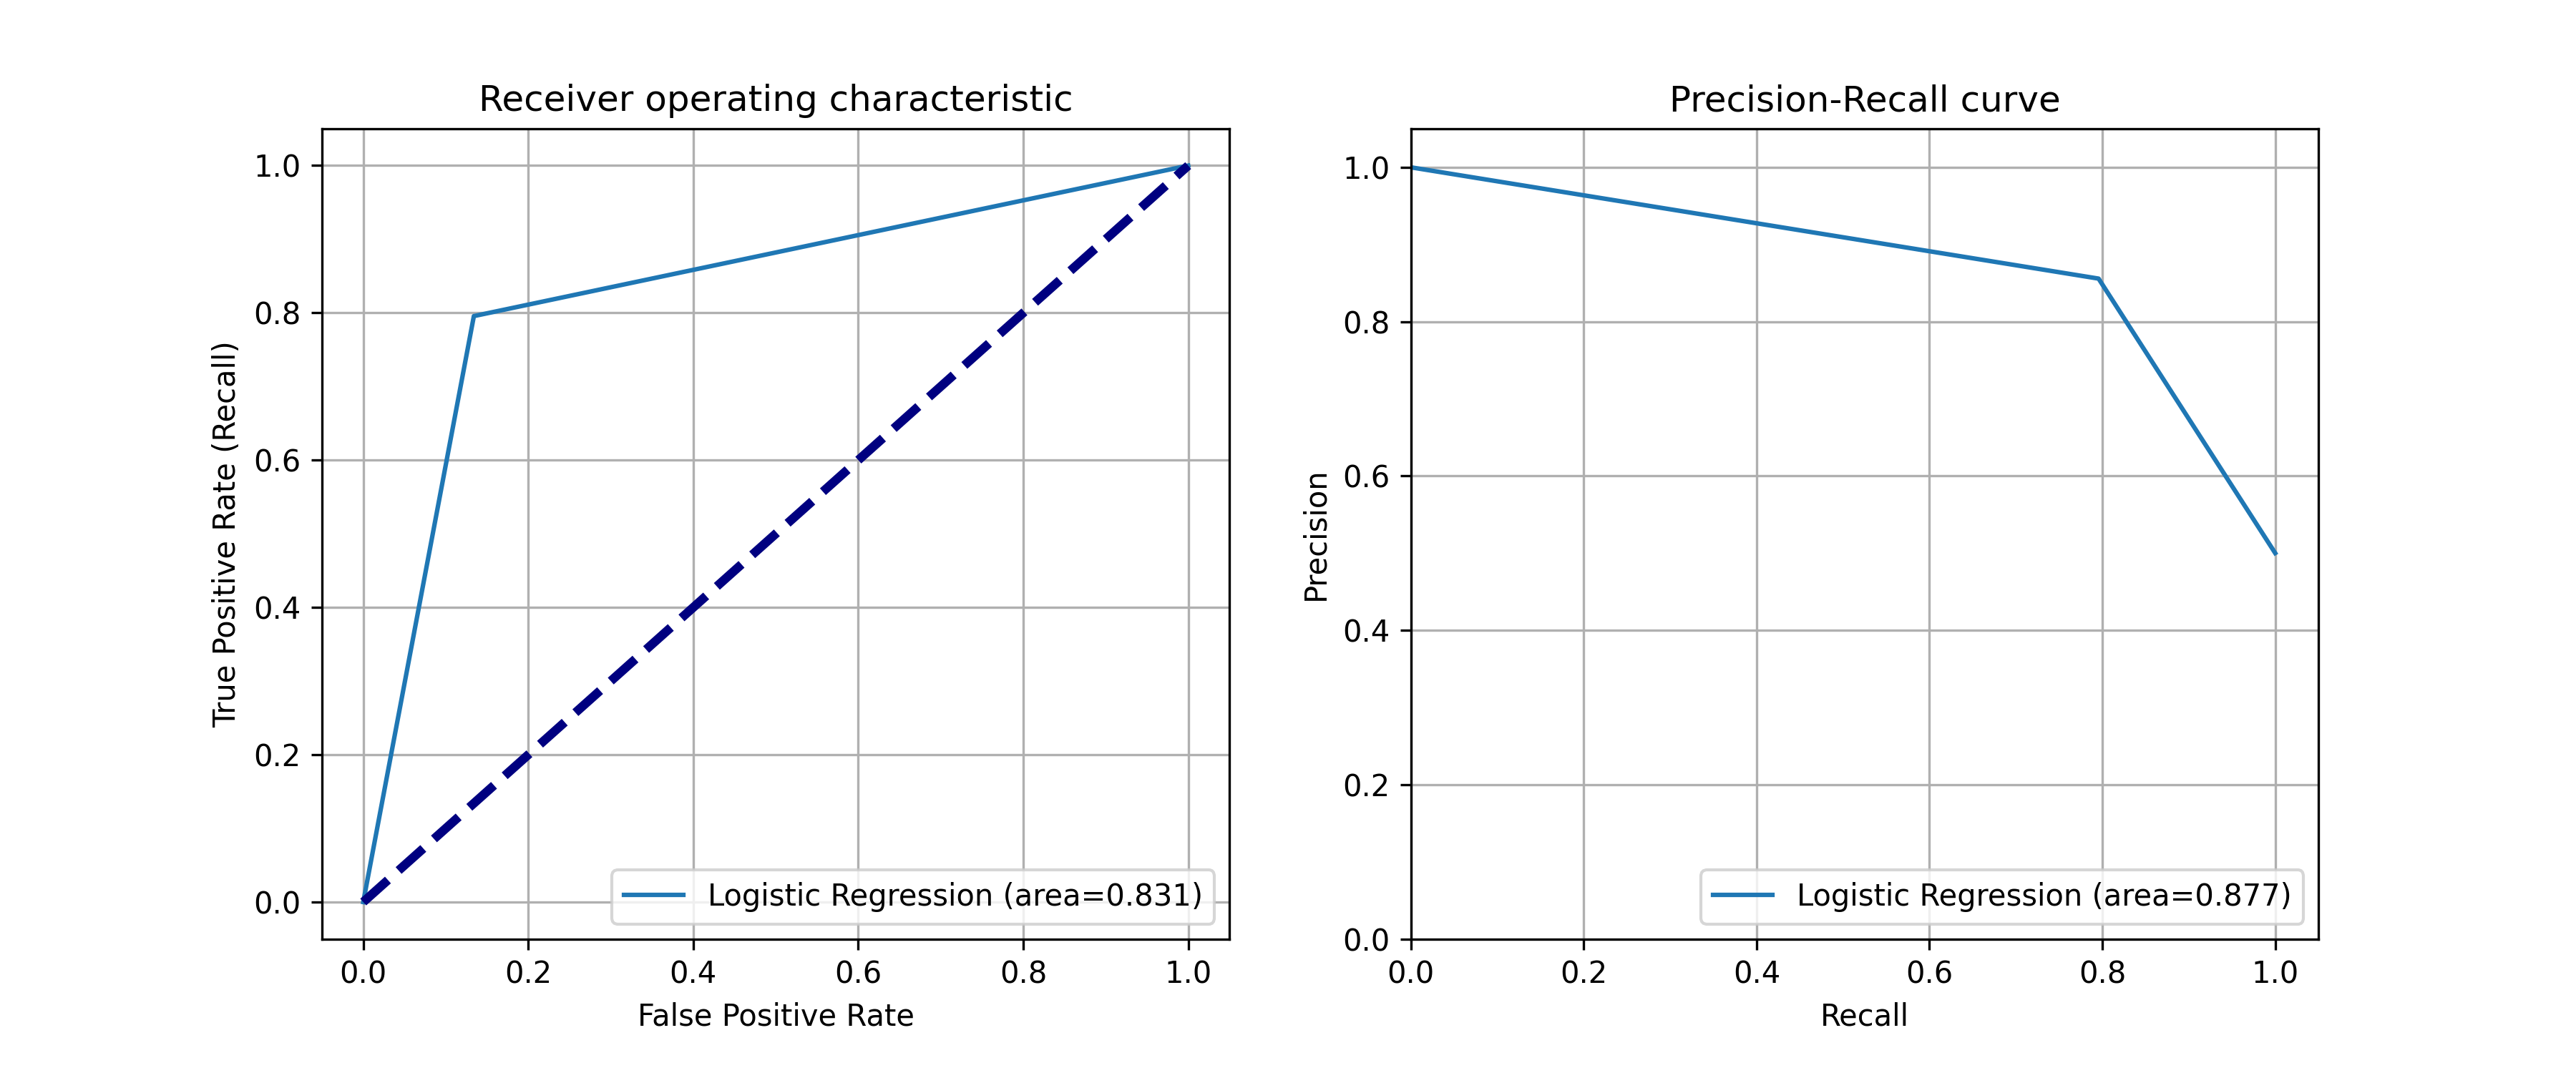 Receiver operating characteristic
1.0
0.8
0.6
0.4
0.2
0.0
True Positive Rate (Recall)
0.0 0.2 0.4 0.6 0.8 1.0
False Positive Rate
Logistic Regression (area=0.831)
Precision-Recall curve
1.0
0.8
0.6
0.4
0.2
0.0
Precision
0.0 0.2 0.4 0.6 0.8 1.0
Recall
Logistic Regression (area=0.877)